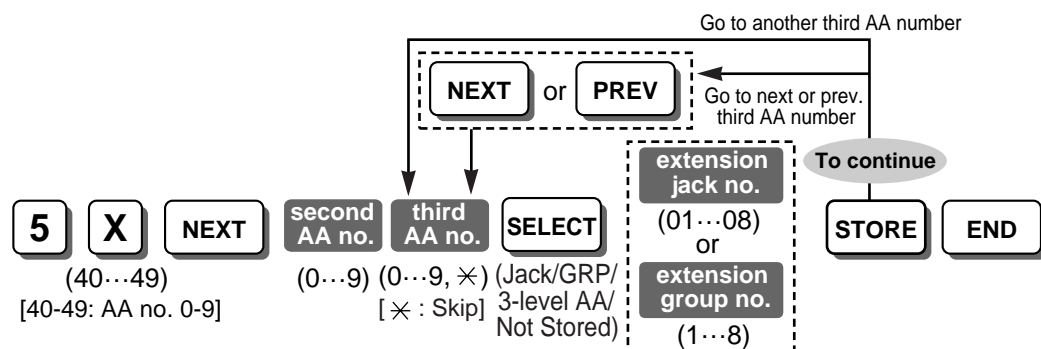 Go to another third AA number
NEXT or PREV
Go to next or prev.
third AA number
To continue
5 X NEXT
second
AA no.
third
AA no.
SELECT
extension
jack no.
(01···08)
or
extension
group no.
(1···8)
STORE END
(40···49)
[40-49: AA no. 0-9]
(0···9)
(0···9, ✳)
[ ✳ : Skip]
(Jack/GRP/
3-level AA/
Not Stored)